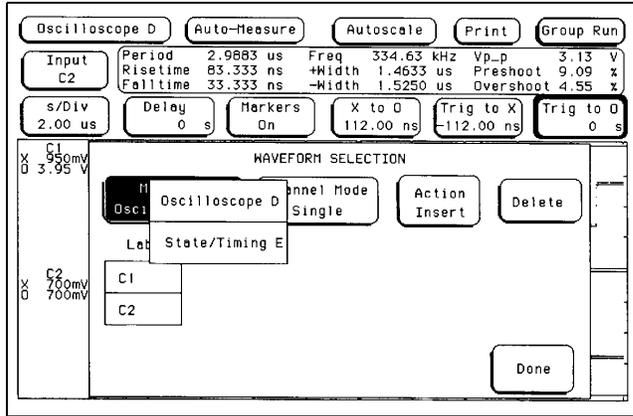 Oscilloscope D Auto-Measure Autoscale Print Group Run
Input
C2
Period 2.9883 us Freq 334.63 kHz Vp_p 3.13 V
Risetime 83.333 ns +Width 1.4633 us Preshoot 9.09 %
Falltime 33.333 ns -Width 1.5250 us Overshoot 4.55 %
s/Div Delay Markers X to O Trig to X Trig to O
2.00 us 0 s On 112.00 ns -112.00 ns 0 s
C1
X 950mV
O 3.95 V
WAVEFORM SELECTION
M
Osci
Oscilloscope D
State/Timing E
annel Mode
Single
Action
Insert
Delete
Lab
C1
C2
C2
X 700mV
O 700mV
Done